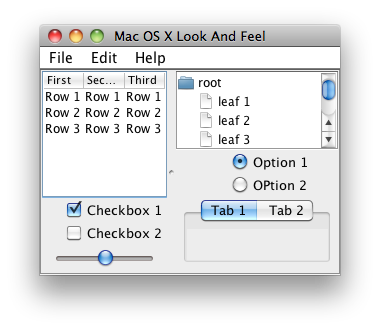 Mac OS X Look And Feel
File Edit Help
First Sec... Third
Row 1 Row 1 Row 1
Row 2 Row 2 Row 2
Row 3 Row 3 Row 3
Checkbox 1
Checkbox 2
root
leaf 1
leaf 2
leaf 3
Option 1
OPtion 2
Tab 1 Tab 2